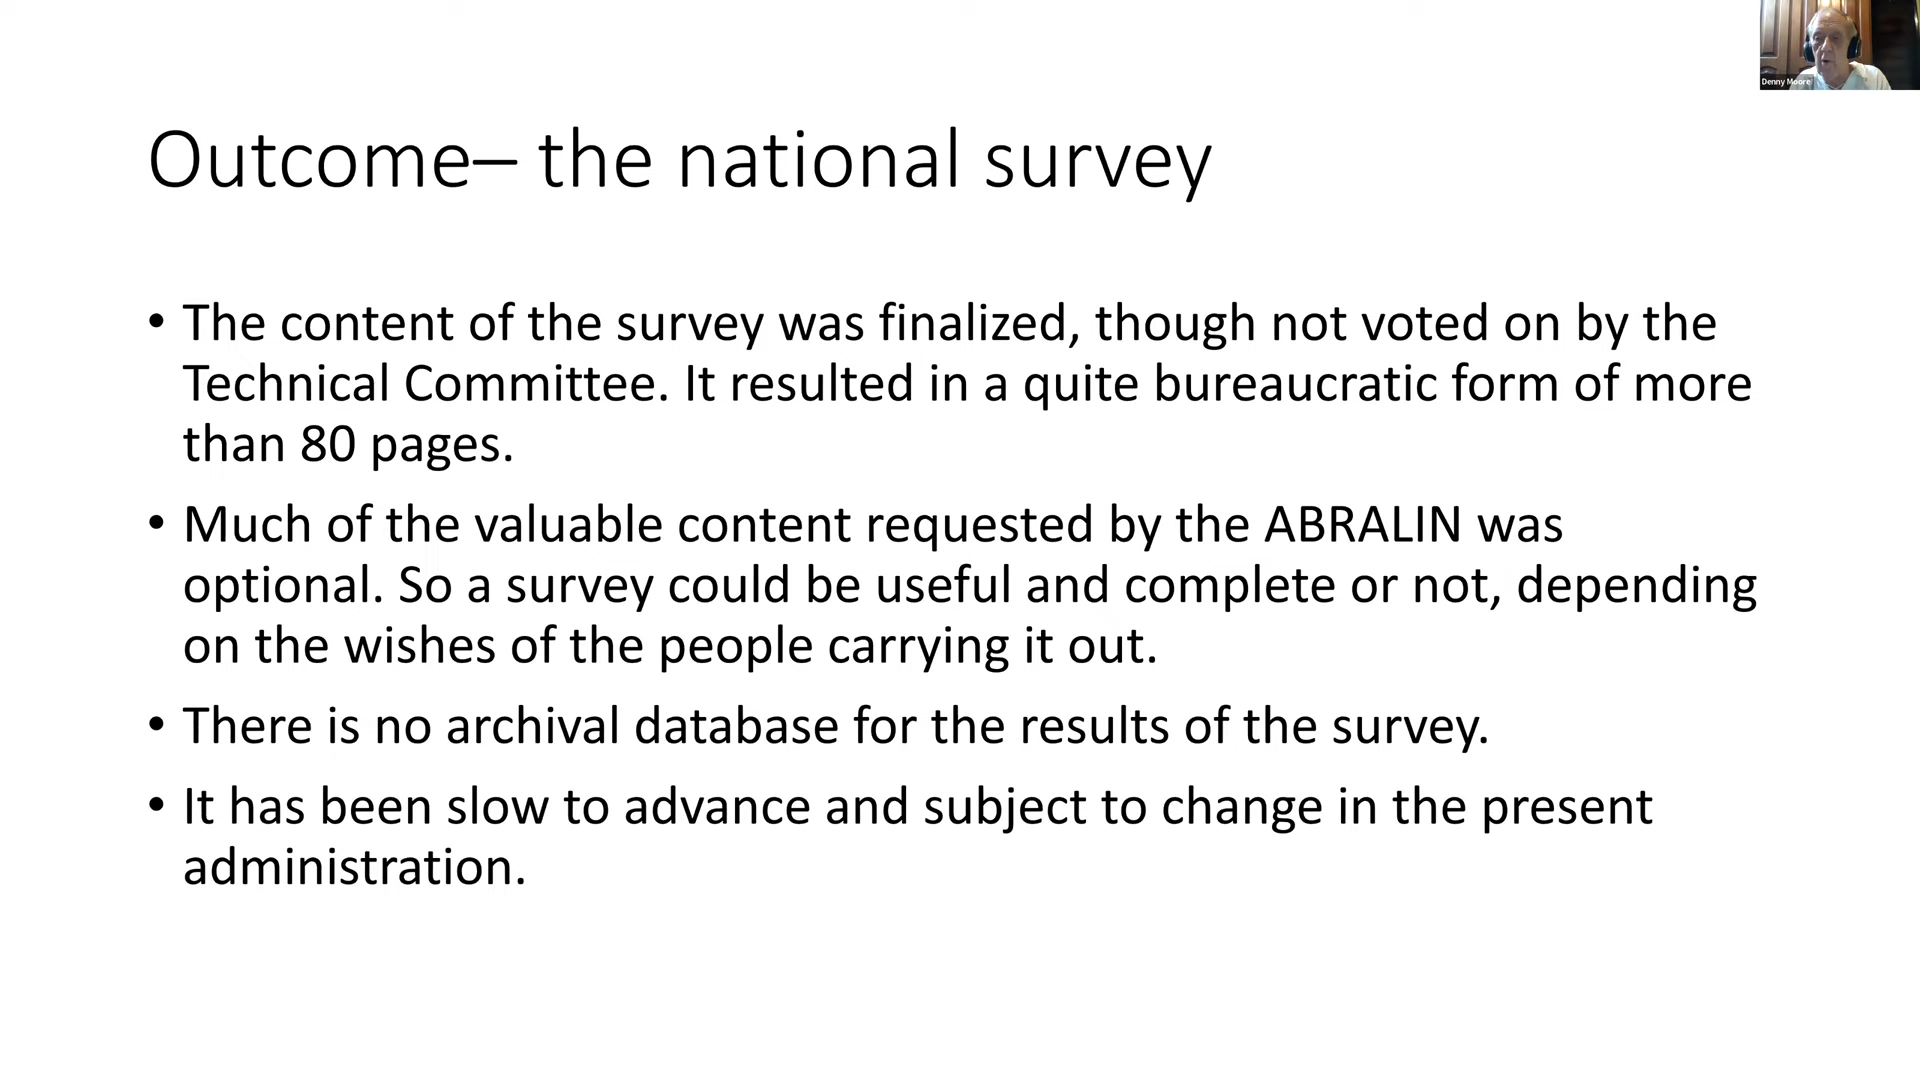 Denny Moore
Outcome– the national survey
• The content of the survey was finalized, though not voted on by the
Technical Committee. It resulted in a quite bureaucratic form of more
than 80 pages.
• Much of the valuable content requested by the ABRALIN was
optional. So a survey could be useful and complete or not, depending
on the wishes of the people carrying it out.
• There is no archival database for the results of the survey.
• It has been slow to advance and subject to change in the present
administration.